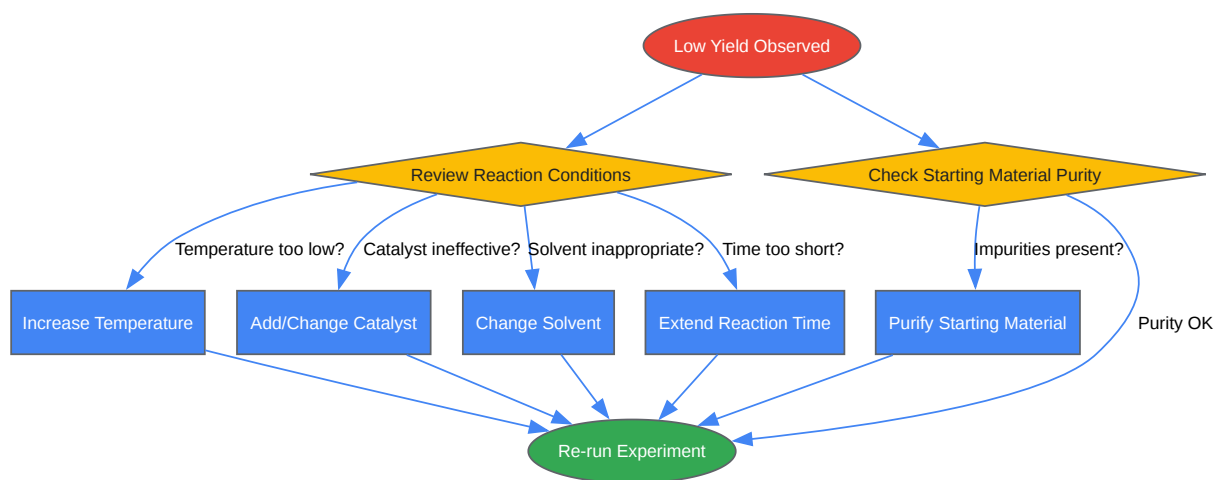 Low Yield Observed
Review Reaction Conditions
Check Starting Material Purity
Temperature too low?
Catalyst ineffective?
Solvent inappropriate?
Time too short?
Impurities present?
Increase Temperature
Add/Change Catalyst
Change Solvent
Extend Reaction Time
Purify Starting Material
Purity OK
Re-run Experiment